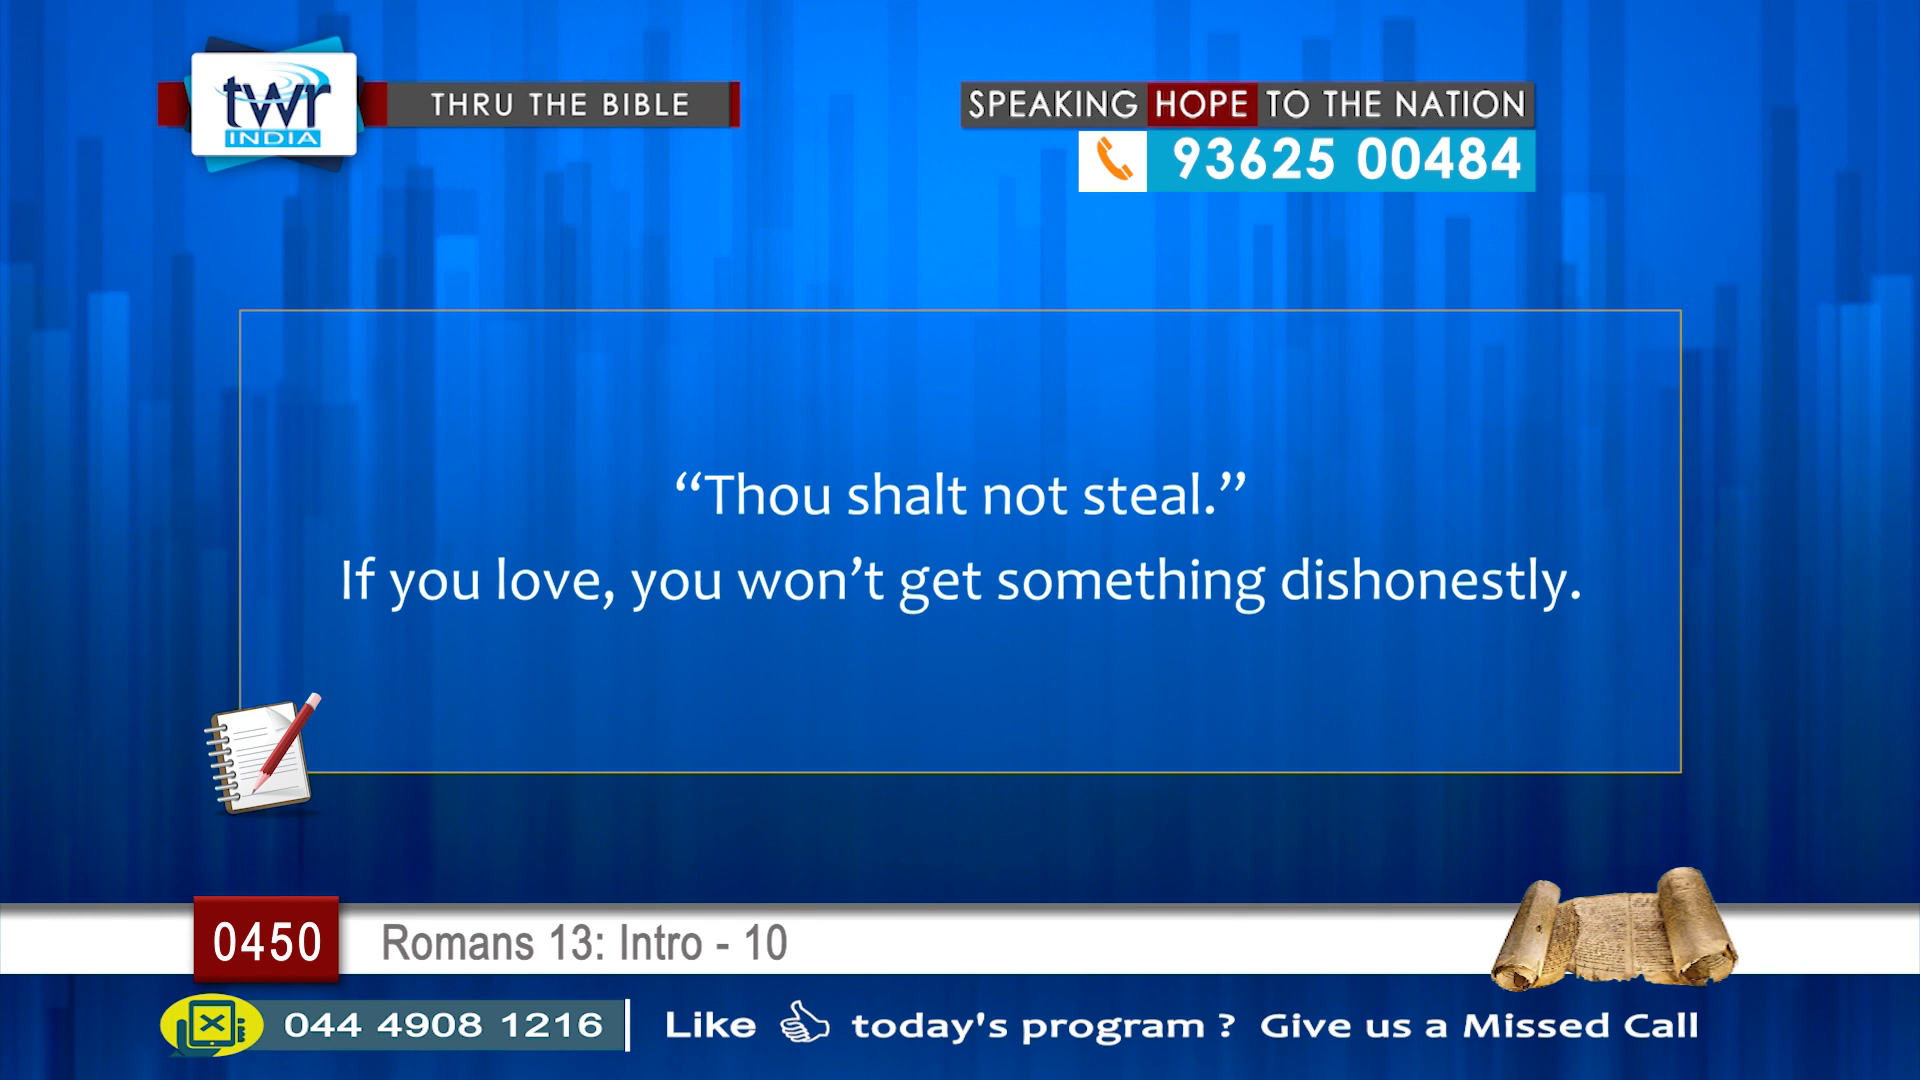 twr
INDIA
THRU THE BIBLE
SPEAKING HOPE TO THE NATION
93625 00484
“Thou shalt not steal.”
If you love, you won’t get something dishonestly.
0450
Romans 13: Intro - 10
044 4908 1216
Like today's program ? Give us a Missed Call